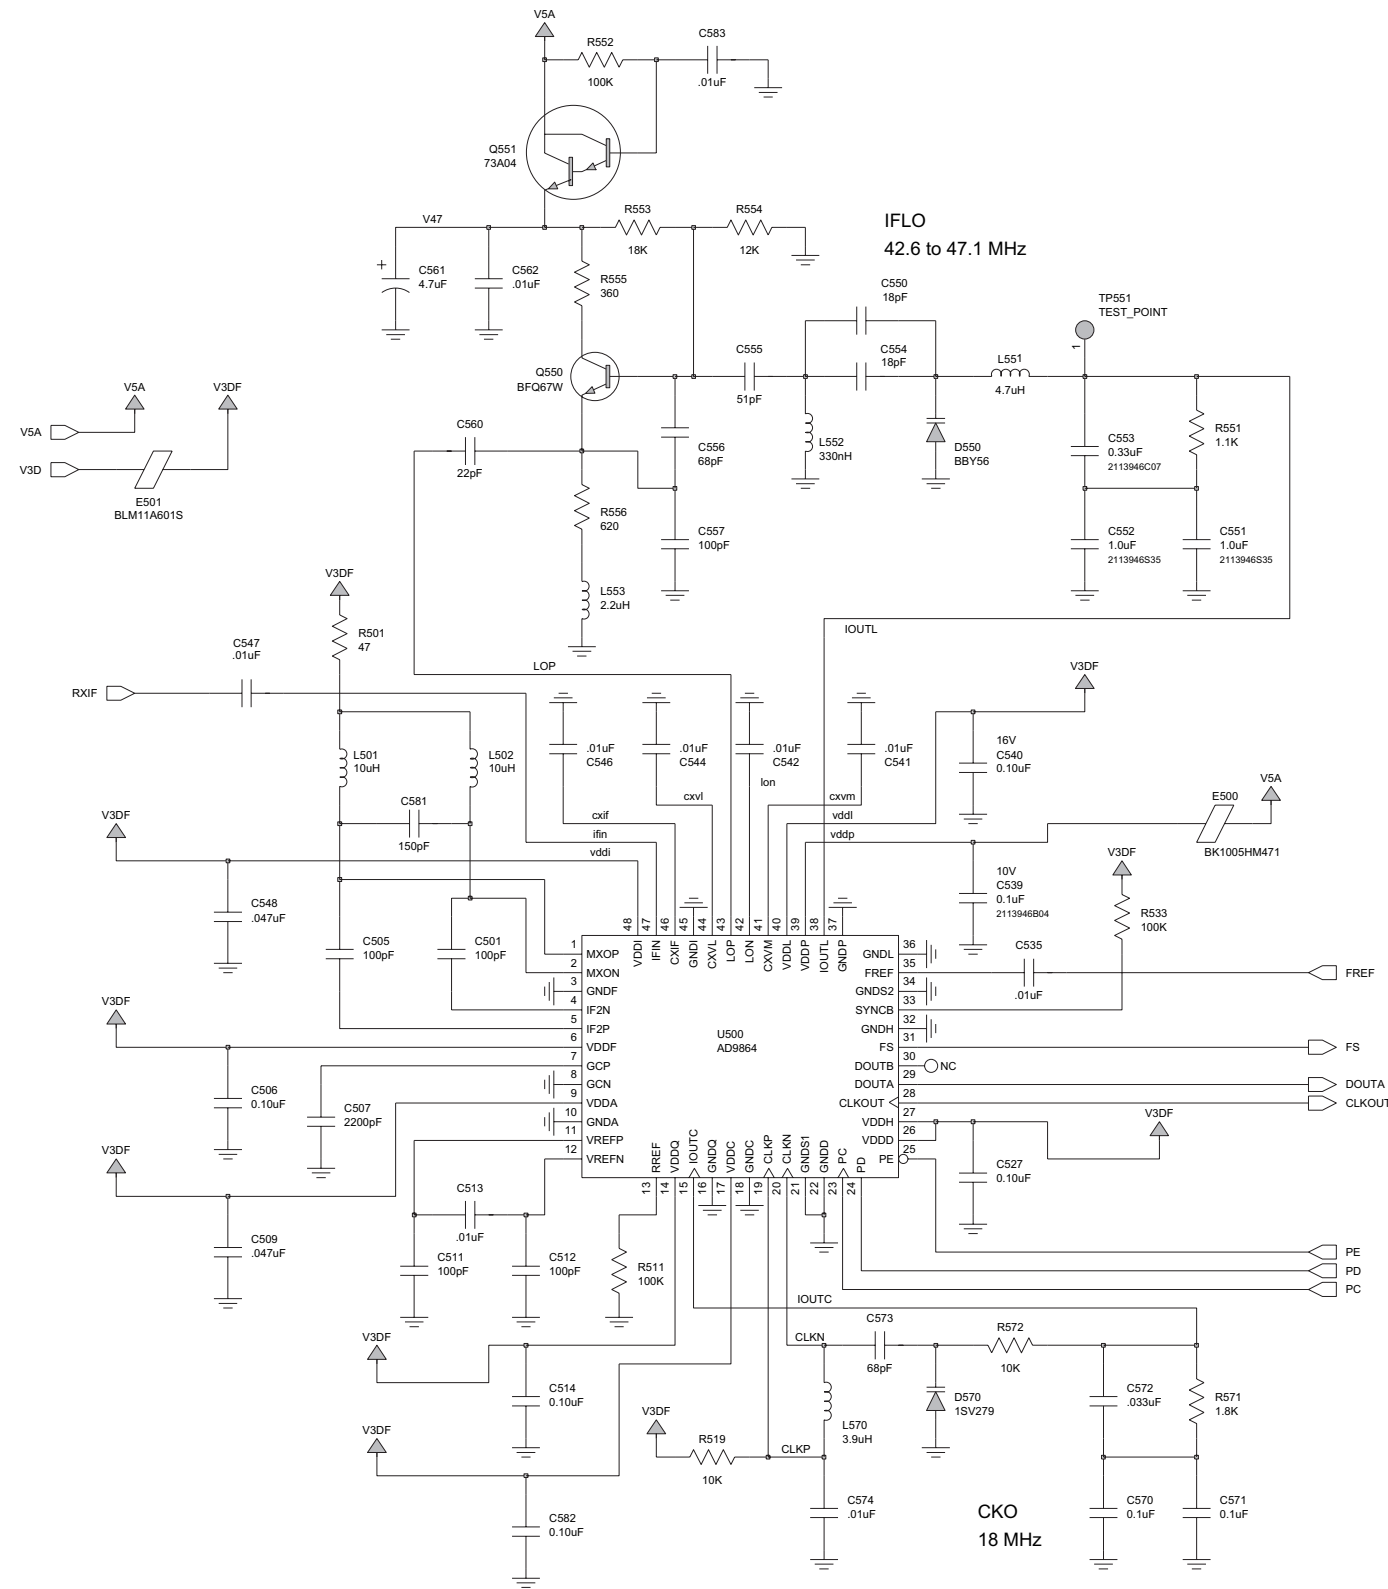 V5A
R552
100K
C583
.01uF
Q551
73A04
V47
R553
18K
R554
12K
IFLO
42.6 to 47.1 MHz
+
C561
4.7uF
C562
.01uF
R555
360
C550
18pF
TP551
TEST_POINT
1
Q550
BFQ67W
C555
51pF
C554
18pF
L551
4.7uH
V5A
V3DF
V5A
V3D
E501
BLM11A601S
C560
22pF
C556
68pF
L552
330nH
D550
BBY56
C553
0.33uF
2113946C07
R551
1.1K
R556
620
C557
100pF
C552
1.0uF
2113946S35
C551
1.0uF
2113946S35
L553
2.2uH
V3DF
R501
47
C547
.01uF
RXIF
LOP
IOUTL
V3DF
L501
10uH
L502
10uH
C581
150pF
.01uF
C546
.01uF
C544
.01uF
C542
.01uF
C541
16V
C540
0.10uF
lon
cxvl
cxvm
cxif
vddl
ifin
vddp
vddi
V5A
E500
BK1005HM471
V3DF
V3DF
10V
C539
0.1uF
2113946B04
R533
100K
C548
.047uF
C505
100pF
C501
100pF
C535
.01uF
FREF
48
47
46
45
44
43
42
41
40
39
38
37
VDDI
IFIN
CXIF
GNDI
CXVL
LOP
LON
CXVM
VDDL
VDDP
IOUTL
GNDP
1
MXOP
2
MXON
3
GNDF
4
IF2N
5
IF2P
6
VDDF
7
GCP
8
GCN
9
VDDA
10
GNDA
11
VREFP
12
VREFN
U500
AD9864
36
GNDL
35
FREF
34
GNDS2
33
SYNCB
32
GNDH
31
FS
30
DOUTB
NC
29
DOUTA
28
CLKOUT
27
VDDH
26
VDDD
25
PE
RREF
VDDQ
IOUTC
GNDQ
VDDC
GNDC
CLKP
CLKN
GNDS1
GNDD
PC
PD
13
14
15
16
17
18
19
20
21
22
23
24
FS
DOUTA
CLKOUT
V3DF
V3DF
C506
0.10uF
C507
2200pF
V3DF
C527
0.10uF
C513
.01uF
C509
.047uF
C511
100pF
C512
100pF
R511
100K
PE
PD
PC
IOUTC
V3DF
C514
0.10uF
CLKN
C573
68pF
R572
10K
D570
1SV279
C572
.033uF
R571
1.8K
L570
3.9uH
V3DF
R519
10K
CLKP
V3DF
C582
0.10uF
C574
.01uF
CKO
18 MHz
C570
0.1uF
C571
0.1uF